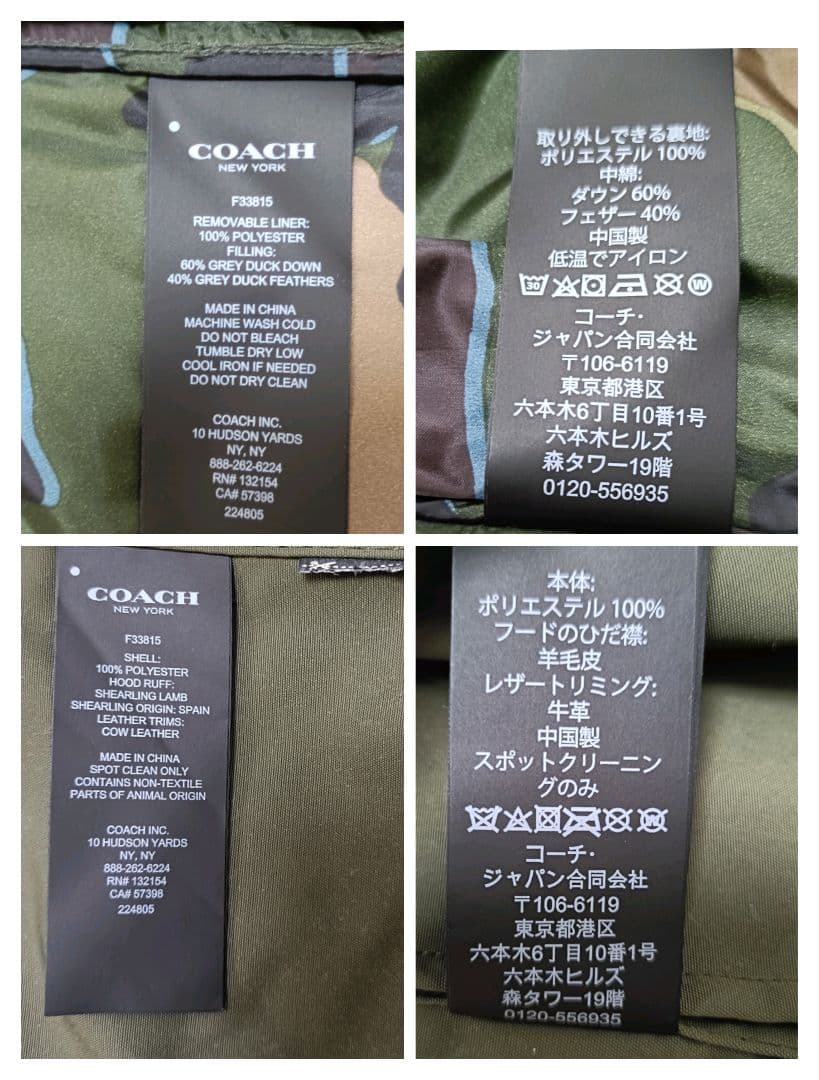 COACH
NEW YORK
F33815
REMOVABLE LINER:
100% POLYESTER
FILLING:
60% GREY DUCK DOWN
40% GREY DUCK FEATHERS
MADE IN CHINA
MACHINE WASH COLD
DO NOT BLEACH
TUMBLE DRY LOW
COOL IRON IF NEEDED
DO NOT DRY CLEAN
COACH INC.
10 HUDSON YARDS
NY, NY
888-262-6224
RN# 132154
CA# 57398
224805
取り外しできる裏地:
ポリエステル 100%
中綿:
ダウン 60%
フェザー 40%
中国製
低温でアイロン
30 W
コーチ・
ジャパン合同会社
〒106-6119
東京都港区
六本木6丁目10番1号
六本木ヒルズ
森タワー19階
0120-556935
COACH
NEW YORK
F33815
SHELL:
100% POLYESTER
HOOD RUFF:
SHEARLING LAMB
SHEARLING ORIGIN: SPAIN
LEATHER TRIMS:
COW LEATHER
MADE IN CHINA
SPOT CLEAN ONLY
CONTAINS NON-TEXTILE
PARTS OF ANIMAL ORIGIN
COACH INC.
10 HUDSON YARDS
NY, NY
888-262-6224
RN# 132154
CA# 57398
224805
本体:
ポリエステル 100%
フードのひだ襟:
羊毛皮
レザートリミング:
牛革
中国製
スポットクリーニン
グのみ
W
コーチ・
ジャパン合同会社
〒106-6119
東京都港区
六本木6丁目10番1号
六本木ヒルズ
森タワー19階
0120-556935